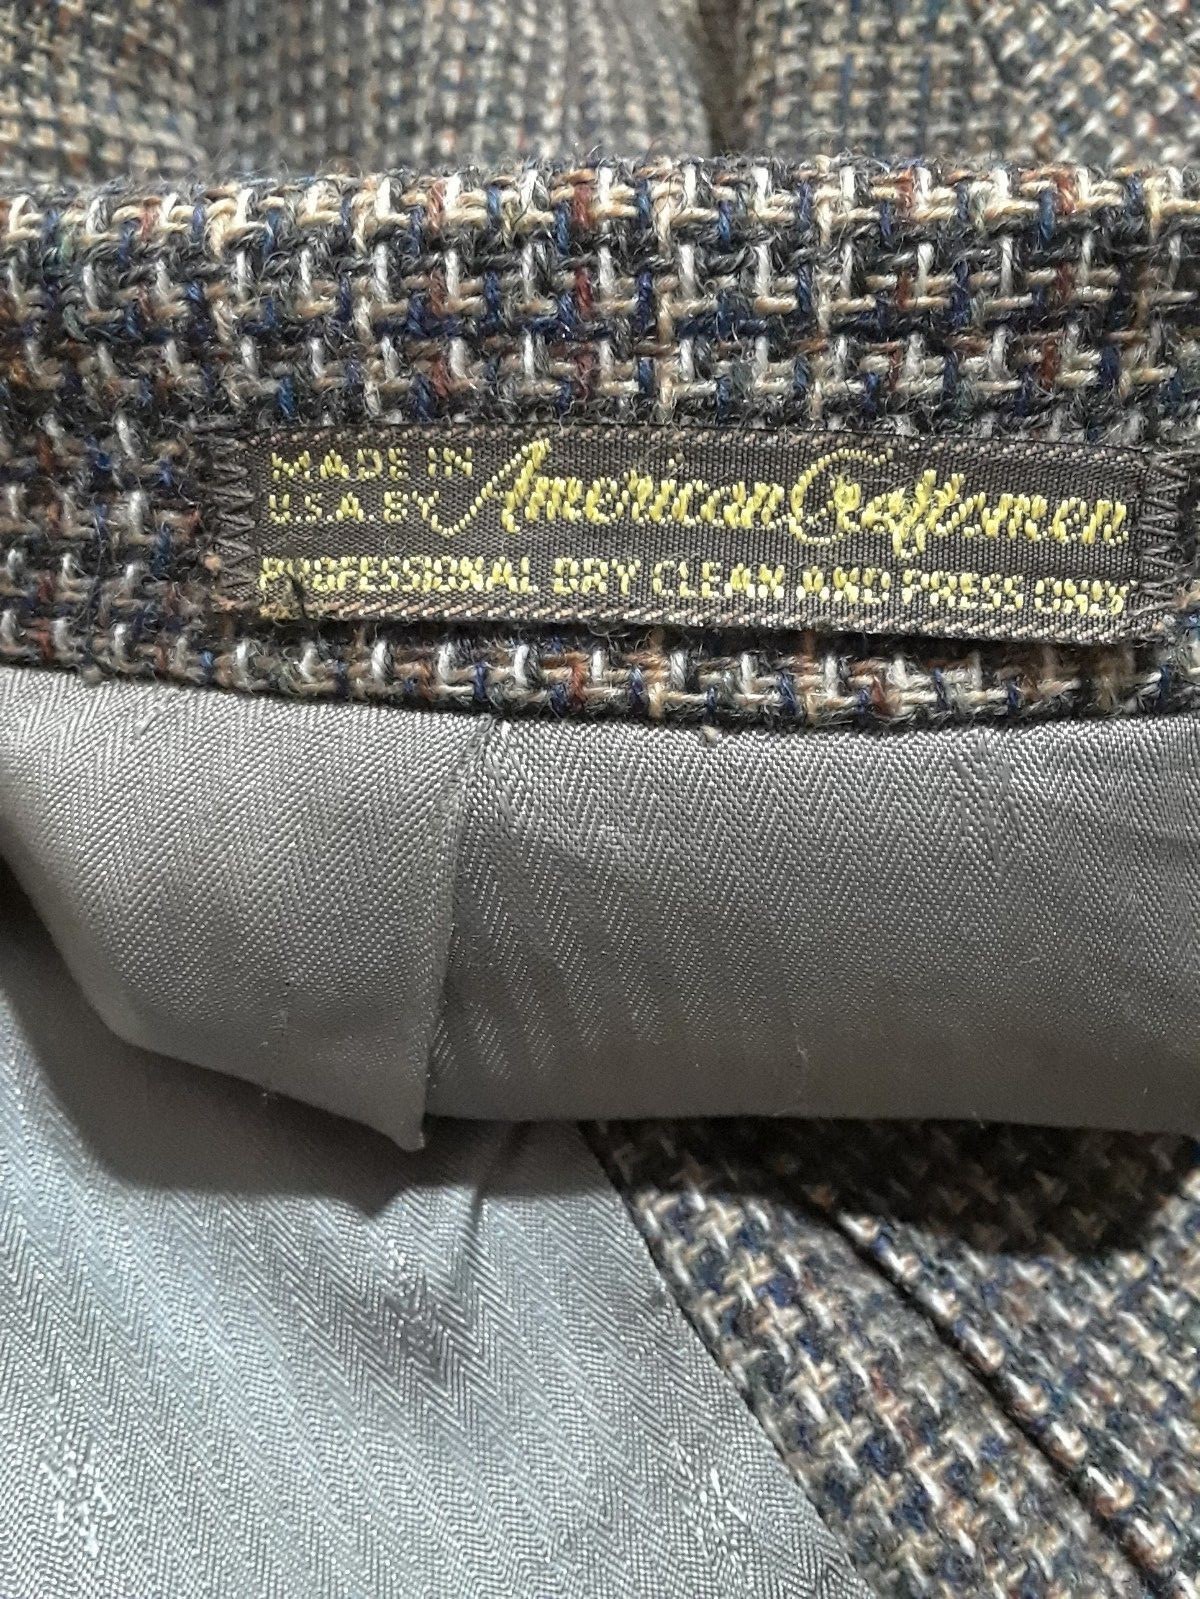 MADE IN
U.S.A. BY American Craftsmen
PROFESSIONAL DRY CLEAN AND PRESS ONLY